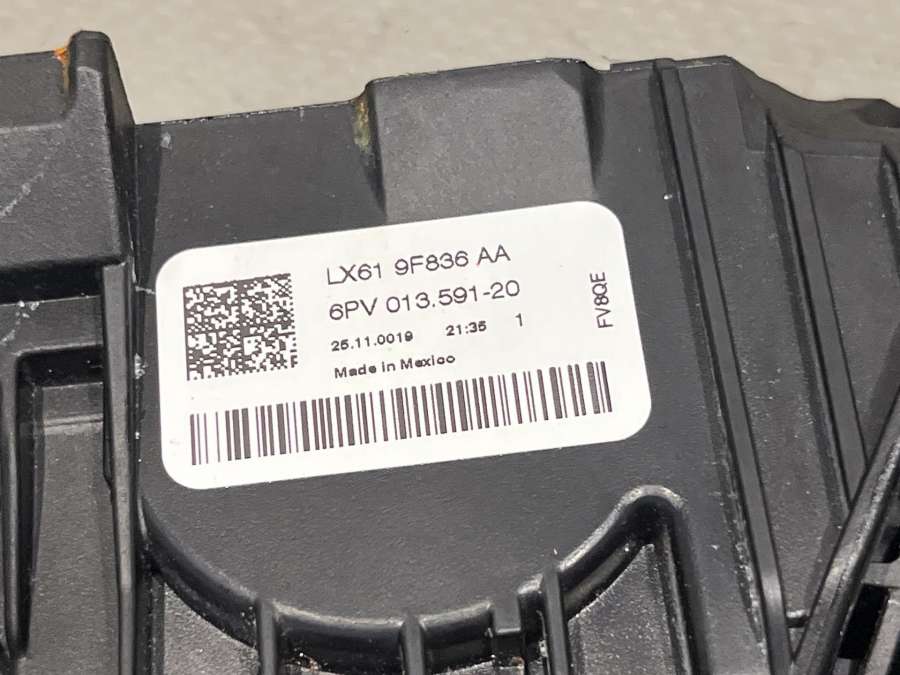 LX61 9F836 AA
6PV 013.591-20
25.11.0019 21:35 1
Made in Mexico
FV8QE